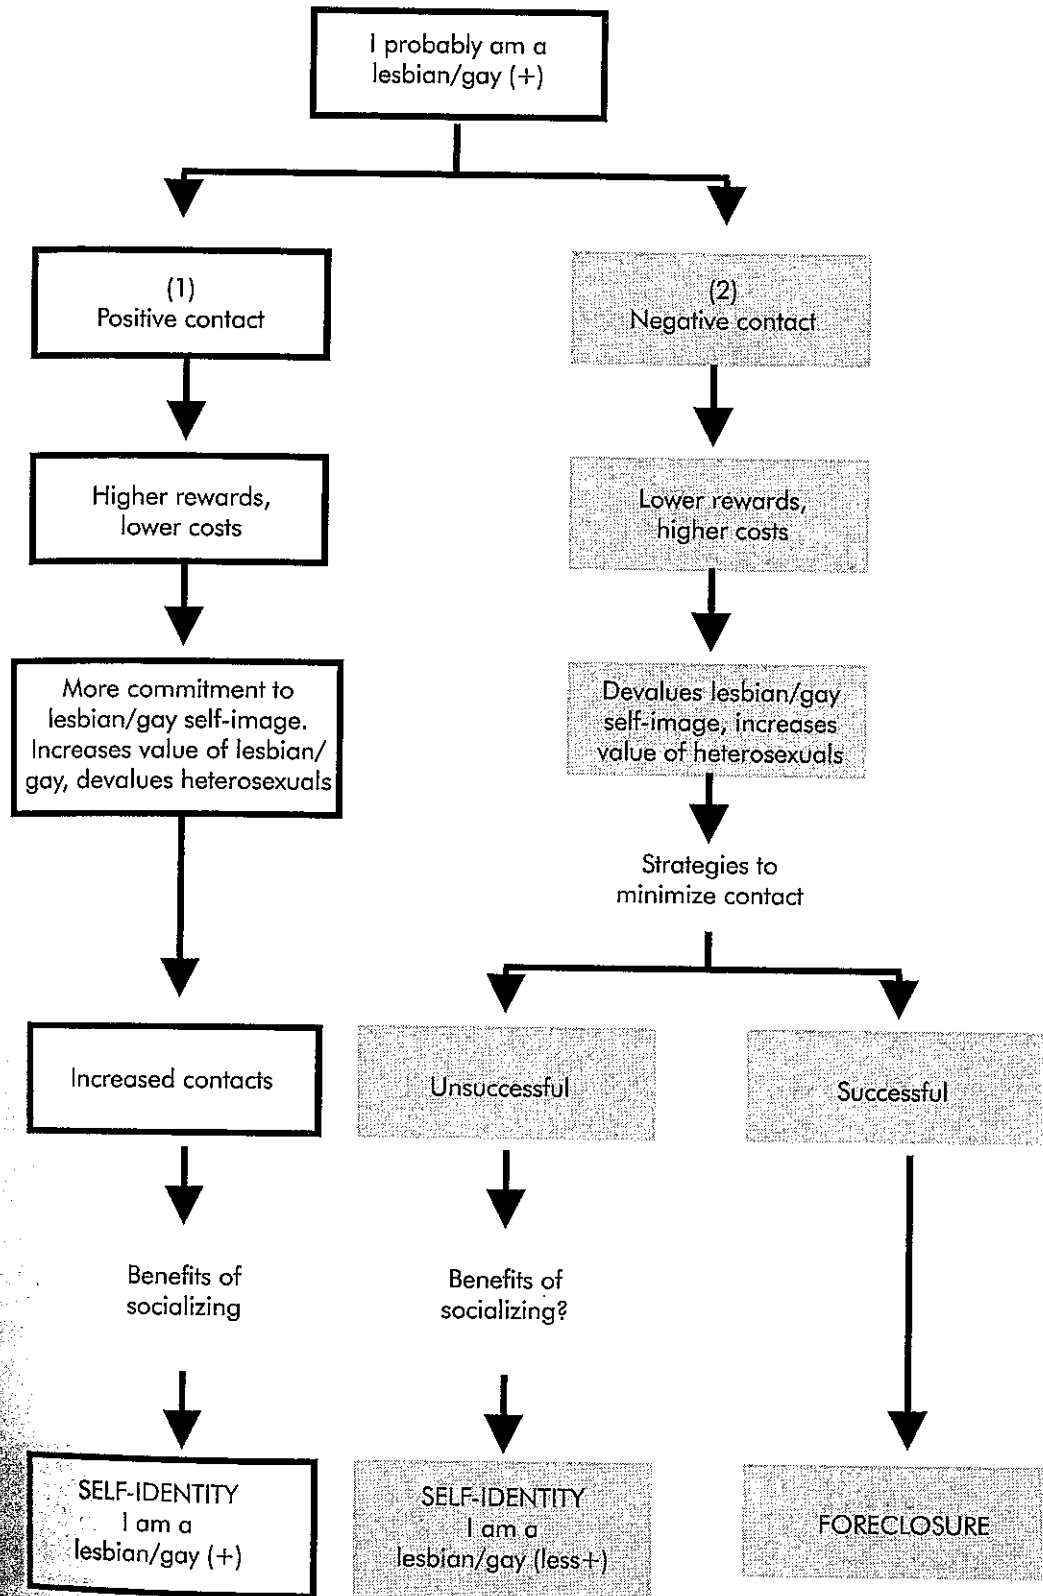 I probably am a
lesbian/gay (+)
(1)
Positive contact
(2)
Negative contact
Higher rewards,
lower costs
Lower rewards,
higher costs
More commitment to
lesbian/gay self-image.
Increases value of lesbian/
gay, devalues heterosexuals
Devalues lesbian/gay
self-image, increases
value of heterosexuals
Strategies to
minimize contact
Increased contacts
Unsuccessful
Successful
Benefits of
socializing
Benefits of
socializing?
SELF-IDENTITY
I am a
lesbian/gay (+)
SELF-IDENTITY
I am a
lesbian/gay (less+)
FORECLOSURE